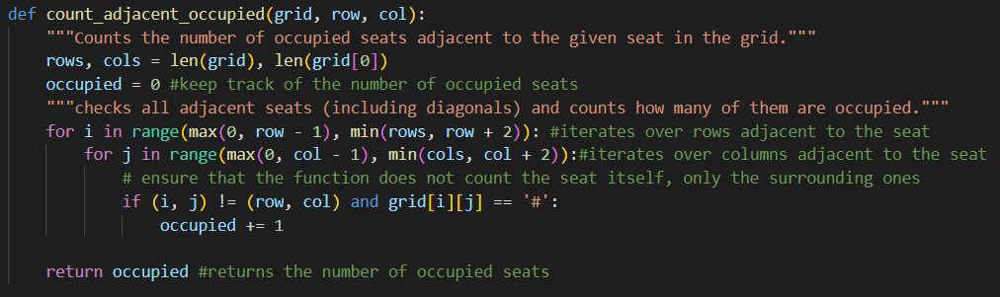 def count_adjacent_occupied(grid, row, col):
    """Counts the number of occupied seats adjacent to the given seat in the grid."""
    rows, cols = len(grid), len(grid[0])
    occupied = 0 #keep track of the number of occupied seats
    """checks all adjacent seats (including diagonals) and counts how many of them are occupied."""
    for i in range(max(0, row - 1), min(rows, row + 2)): #iterates over rows adjacent to the seat
        for j in range(max(0, col - 1), min(cols, col + 2)):#iterates over columns adjacent to the seat
            # ensure that the function does not count the seat itself, only the surrounding ones
            if (i, j) != (row, col) and grid[i][j] == '#':
                occupied += 1
    return occupied #returns the number of occupied seats